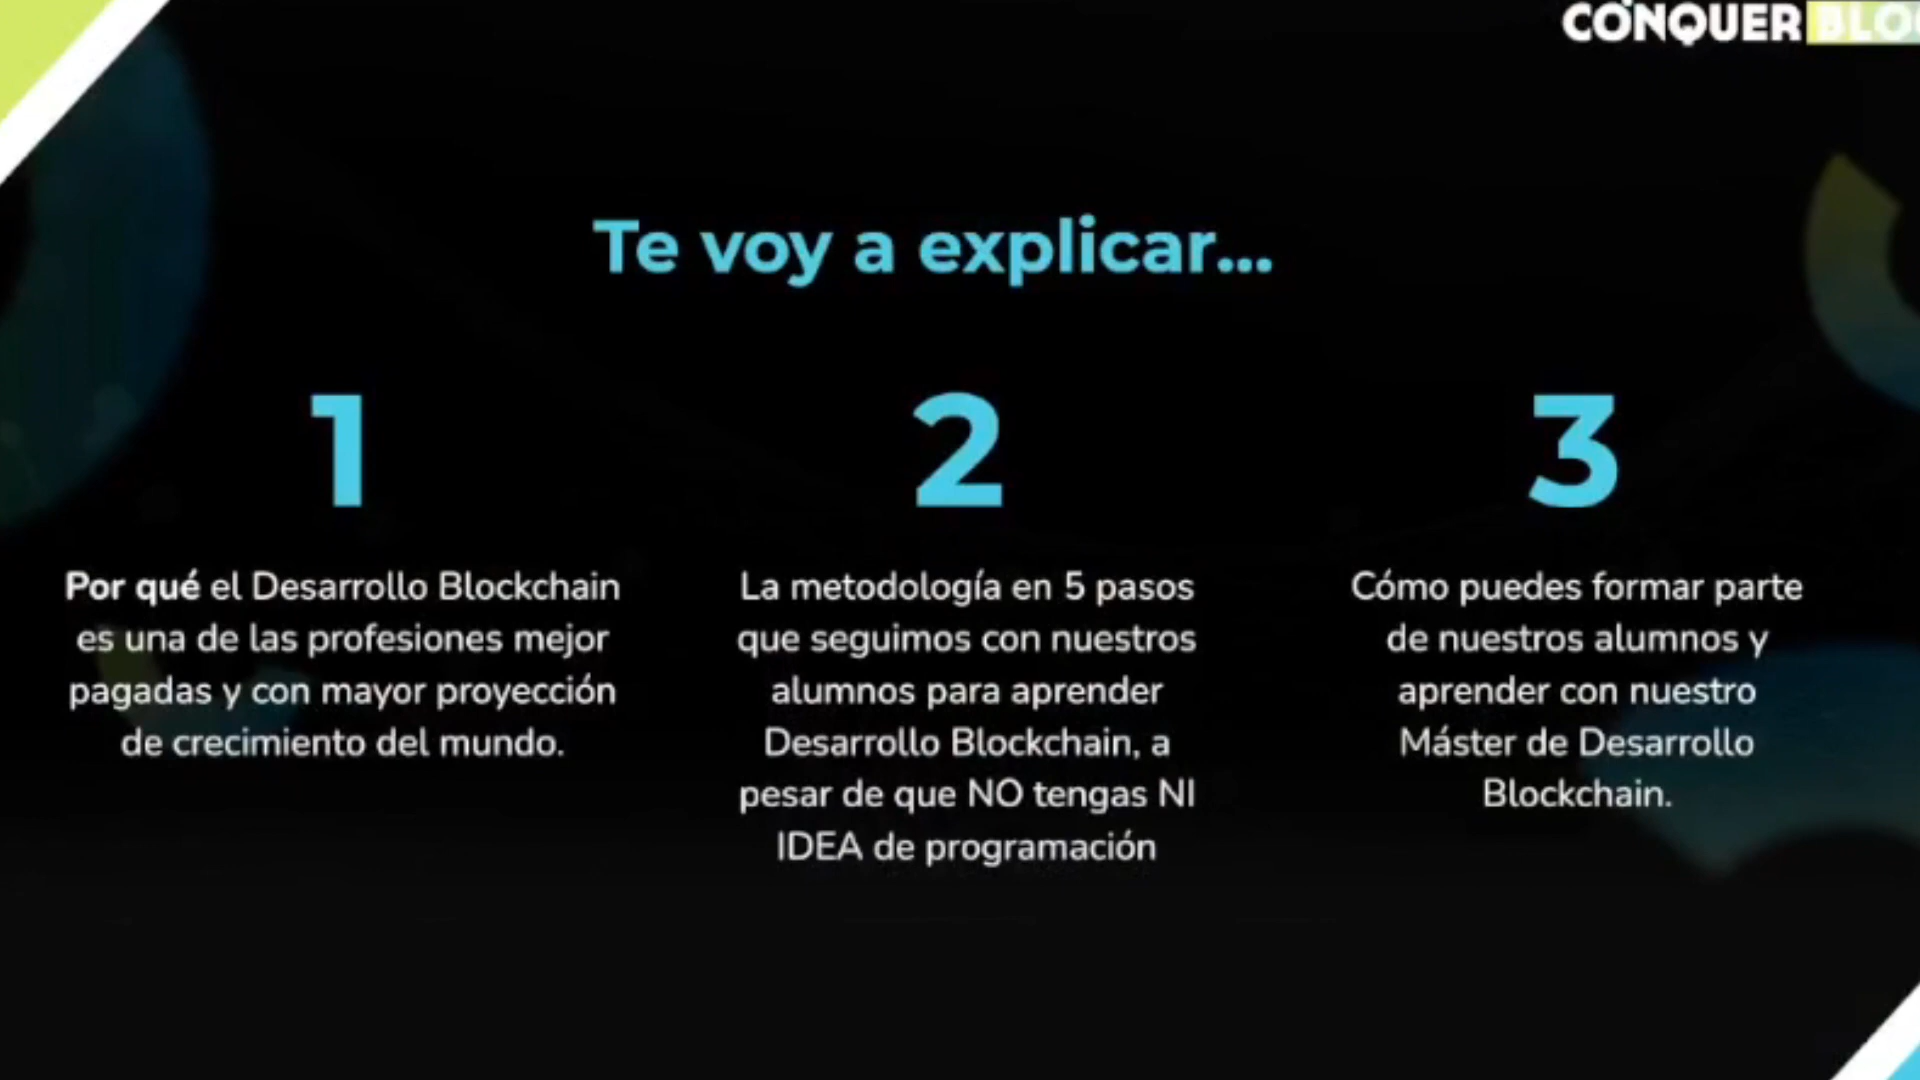 CONQUER BLO
Te voy a explicar...
1
Por qué el Desarrollo Blockchain
es una de las profesiones mejor
pagadas y con mayor proyección
de crecimiento del mundo.
2
La metodología en 5 pasos
que seguimos con nuestros
alumnos para aprender
Desarrollo Blockchain, a
pesar de que NO tengas NI
IDEA de programación
3
Cómo puedes formar parte
de nuestros alumnos y
aprender con nuestro
Máster de Desarrollo
Blockchain.